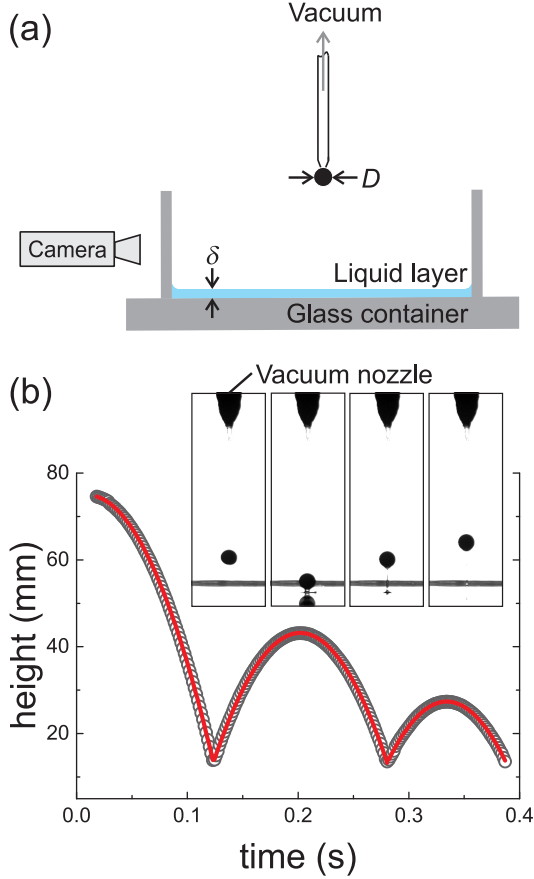 (a)
Vacuum
D
Camera
δ
Liquid layer
Glass container
(b)
Vacuum nozzle
80
60
40
20
height (mm)
0.0 0.1 0.2 0.3 0.4
time (s)